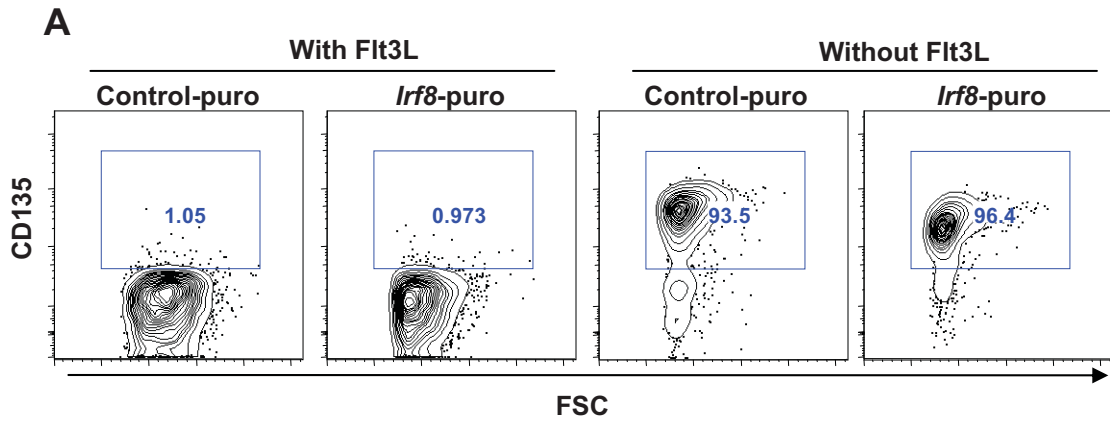 A
With Flt3L
Without Flt3L
Control-puro
Irf8-puro
Control-puro
Irf8-puro
CD135
1.05
0.973
93.5
96.4
FSC